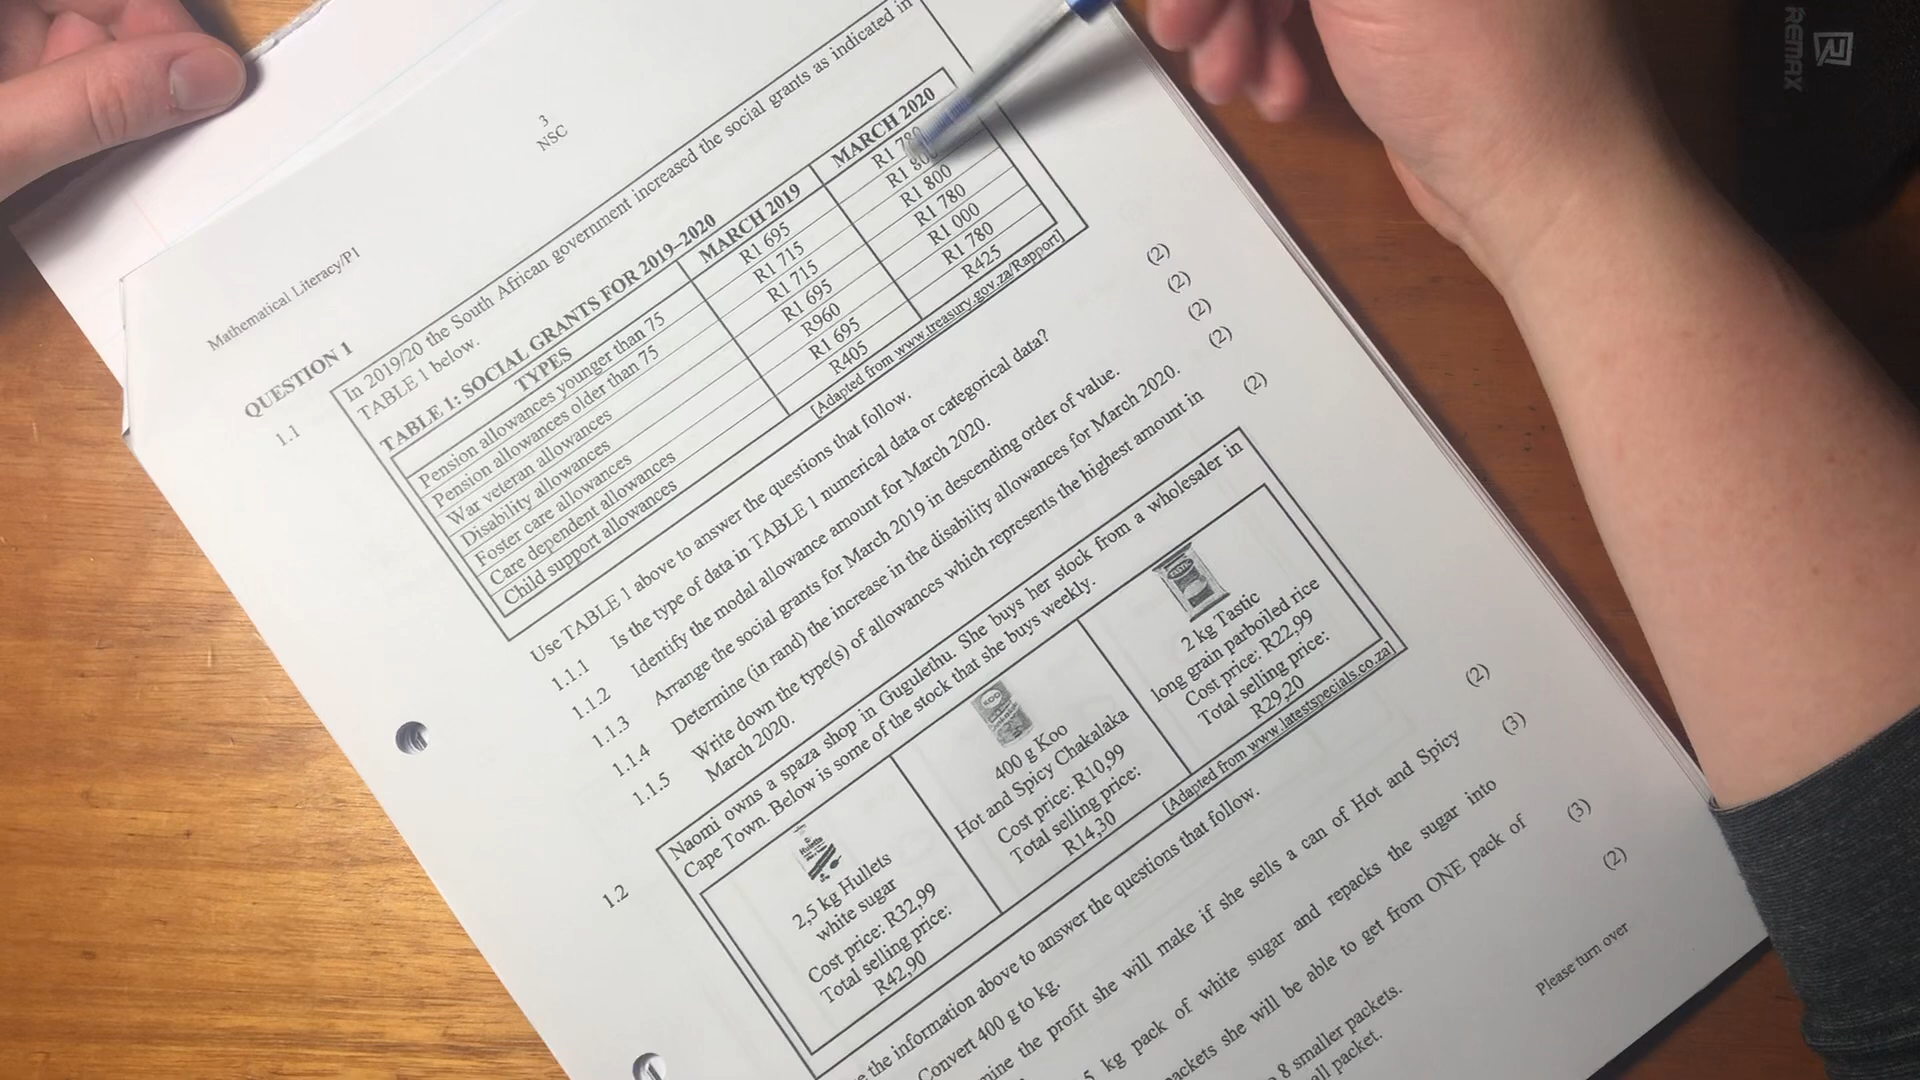 REMAX
3
NSC
Mathematical Literacy/P1
QUESTION 1
1.1
In 2019/20 the South African government increased the social grants as indicated in
TABLE 1 below.
TABLE 1: SOCIAL GRANTS FOR 2019–2020
TYPES MARCH 2019 MARCH 2020
Pension allowances younger than 75 R1 695 R1 780
Pension allowances older than 75 R1 715 R1 800
War veteran allowances R1 715 R1 800
Disability allowances R1 695 R1 780
Foster care allowances R960 R1 000
Care dependent allowances R1 695 R1 780
Child support allowances R405 R425
[Adapted from www.treasury.gov.za/Rapport]
Use TABLE 1 above to answer the questions that follow.
1.1.1 Is the type of data in TABLE 1 numerical data or categorical data? (2)
1.1.2 Identify the modal allowance amount for March 2020. (2)
1.1.3 Arrange the social grants for March 2019 in descending order of value. (2)
1.1.4 Determine (in rand) the increase in the disability allowances for March 2020. (2)
1.1.5 Write down the type(s) of allowances which represents the highest amount in
March 2020. (2)
1.2
Naomi owns a spaza shop in Gugulethu. She buys her stock from a wholesaler in
Cape Town. Below is some of the stock that she buys weekly.
2,5 kg Hullets
white sugar
Cost price: R32,99
Total selling price:
R42,90
KOO
400 g Koo
Hot and Spicy Chakalaka
Cost price: R10,99
Total selling price:
R14,30
2 kg Tastic
long grain parboiled rice
Cost price: R22,99
Total selling price:
R29,20
[Adapted from www.latestspecials.co.za]
the information above to answer the questions that follow.
Convert 400 g to kg. (2)
the profit she will make if she sells a can of Hot and Spicy (3)
5 kg pack of white sugar and repacks the sugar into
she will be able to get from ONE pack of (3)
8 smaller packets. (2)
packet.
Please turn over